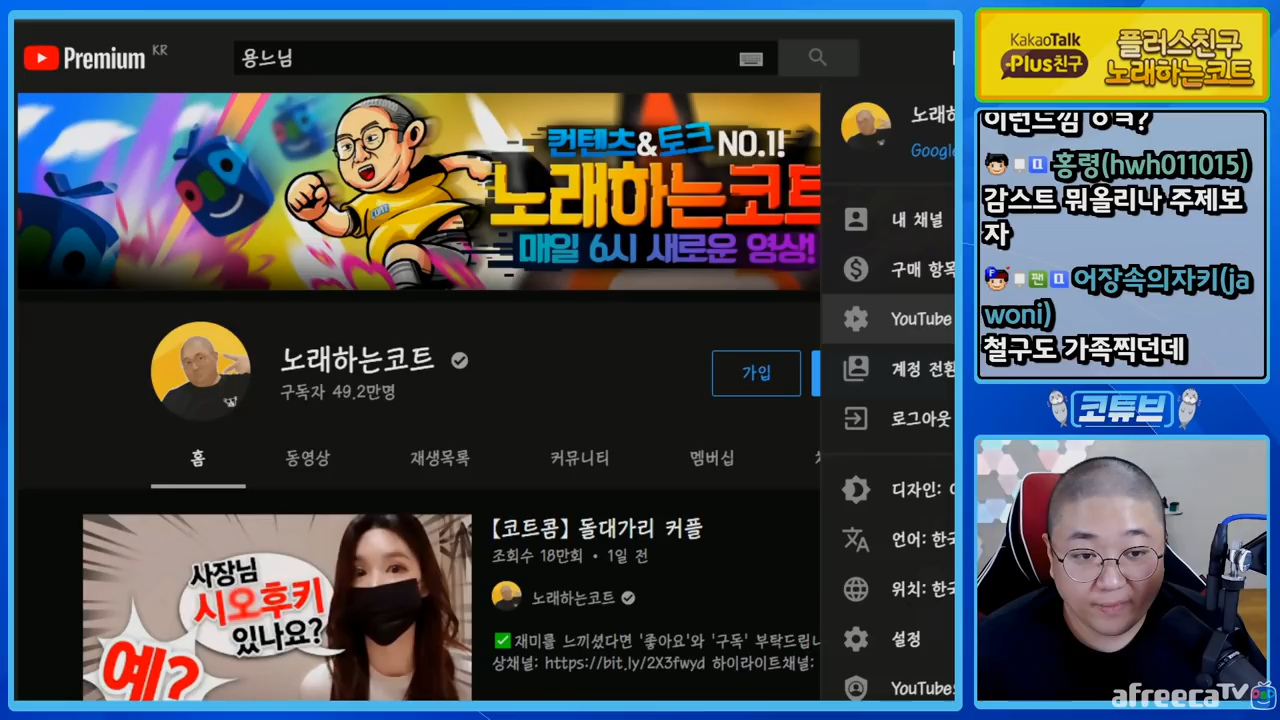 Premium KR
용느님
컨텐츠&토크 NO.1!
노래하는코트
매일 6시 새로운 영상!
노래하는코트
구독자 49.2만명
가입
홈
동영상
재생목록
커뮤니티
멤버십
사장님
시오후키
있나요?
예?
【코트콤】 돌대가리 커플
조회수 18만회 • 1일 전
노래하는코트
✅재미를 느끼셨다면 '좋아요'와 '구독' 부탁드립니
상채널: https://bit.ly/2X3fwyd 하이라이트채널:
노래하
Google
내 채널
구매 항목
YouTube
계정 전환
로그아웃
디자인:
언어: 한국
위치: 한국
설정
YouTube
KakaoTalk
Plus친구
플러스친구
노래하는코트
이런느낌 ㅇㅋ?
홍령(hwh011015)
감스트 뭐올리나 주제보
자
어장속의자키(ja
woni)
철구도 가족찍던데
코튜브
afreecaTV